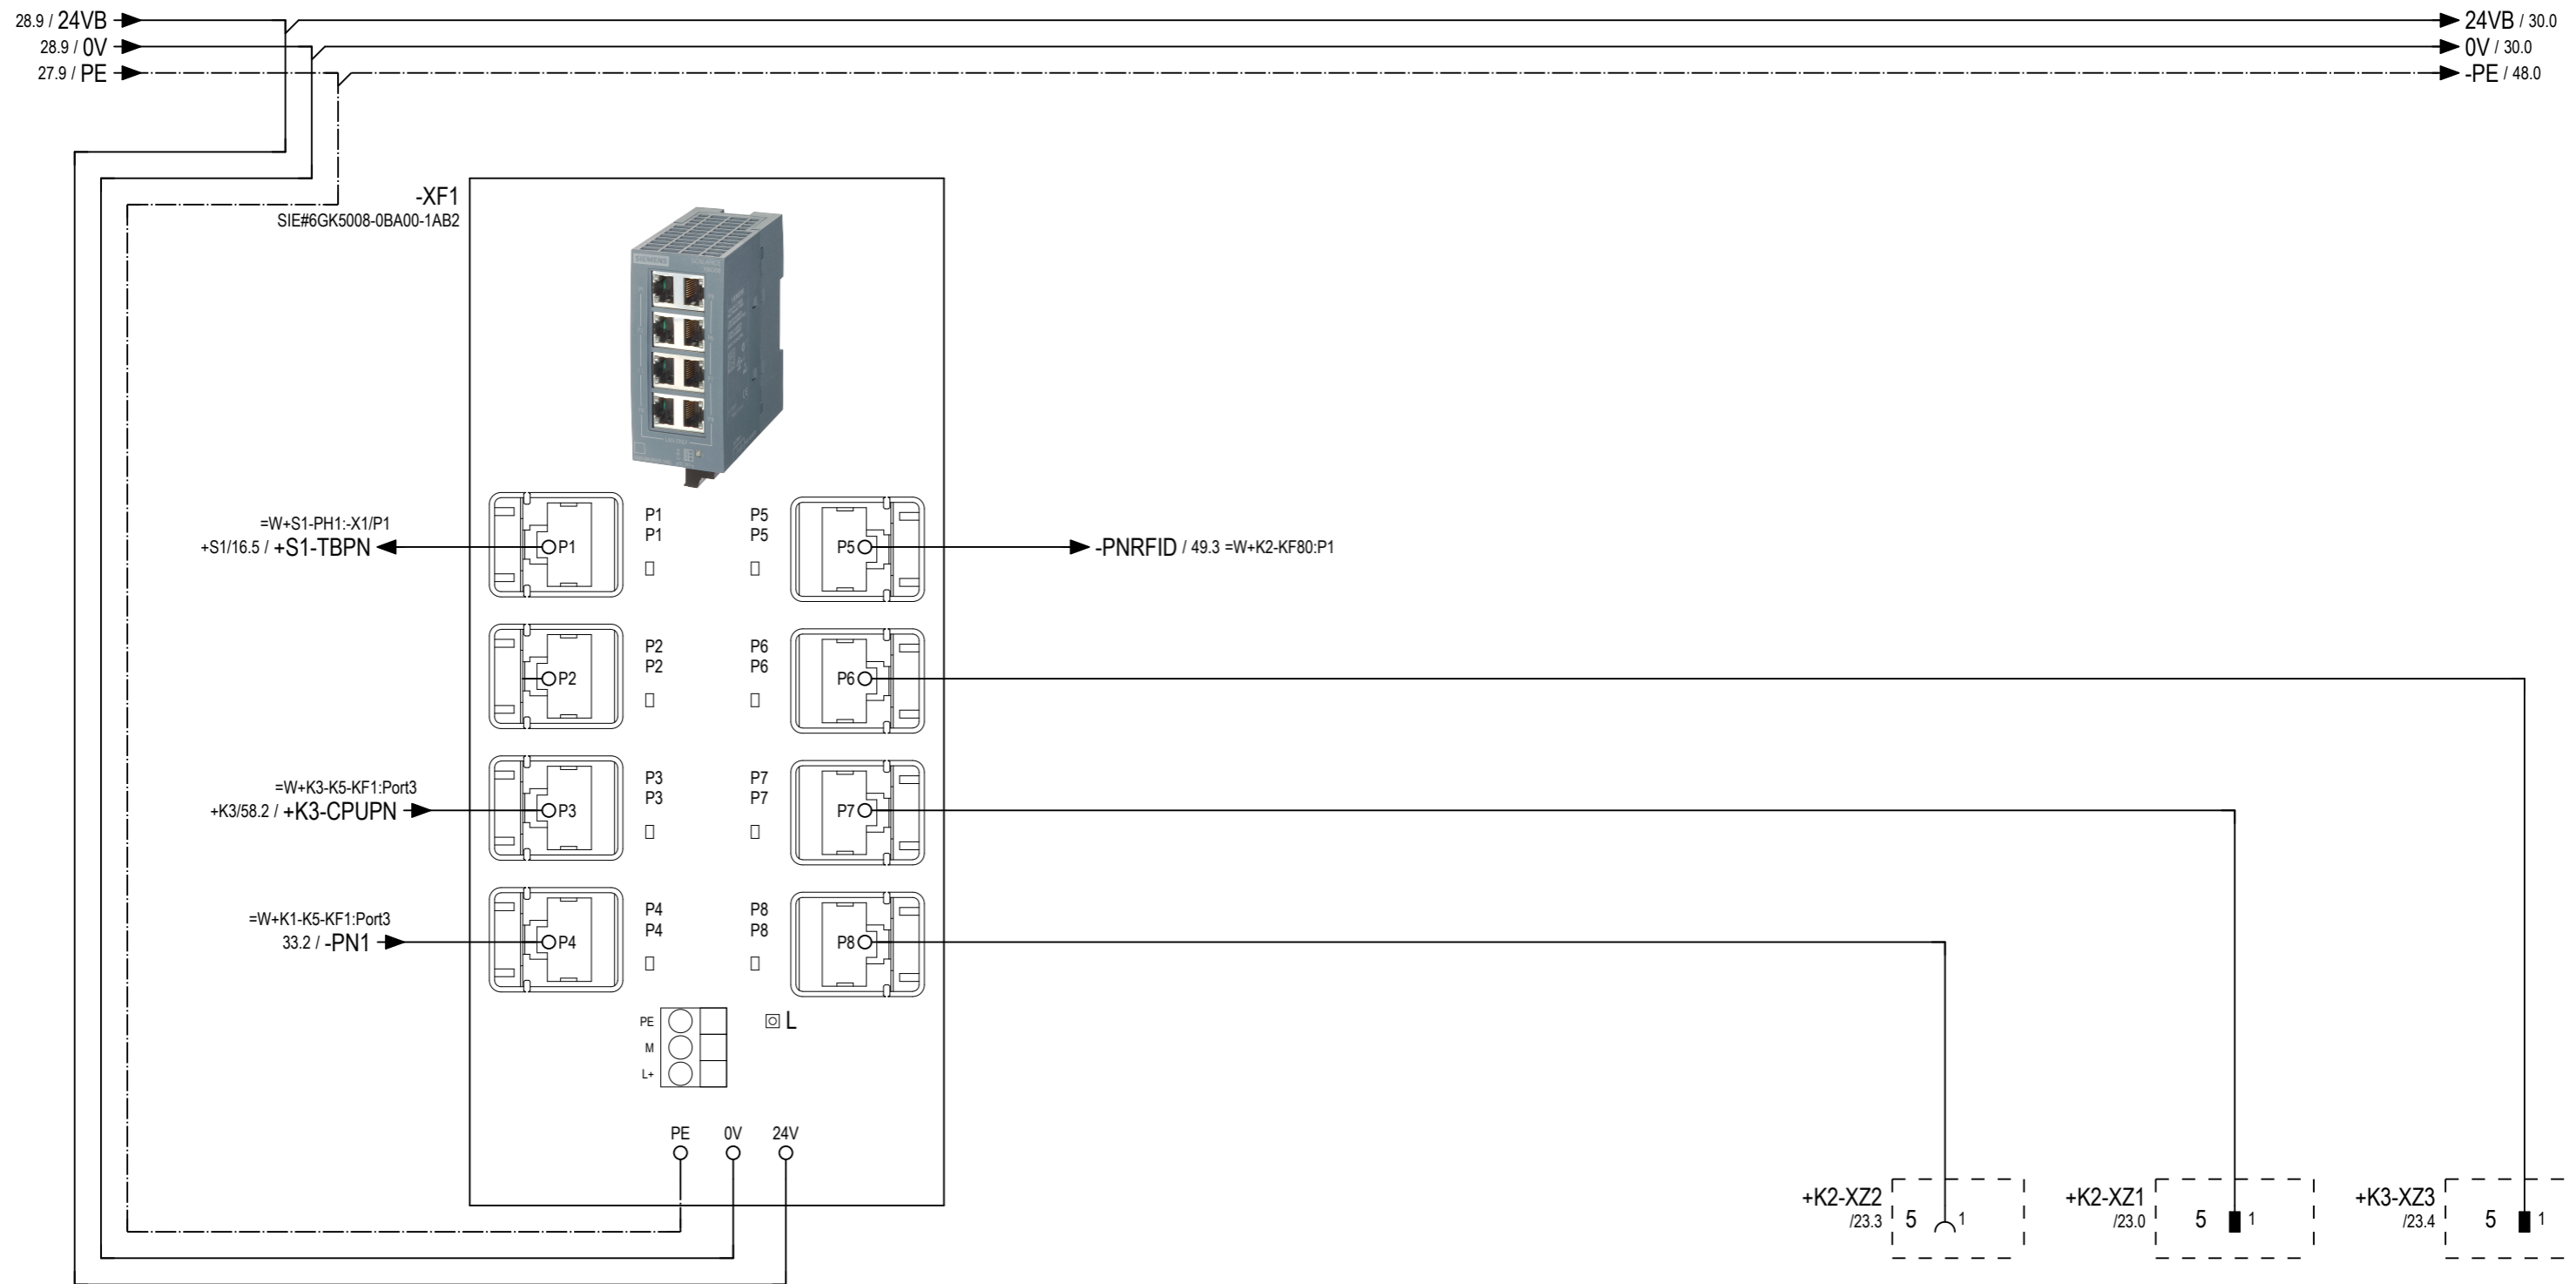 28.9 / 24VB
24VB / 30.0
28.9 / 0V
0V / 30.0
27.9 / PE
-PE / 48.0
-XF1
SIE#6GK5008-0BA00-1AB2
SIEMENS
=W+S1-PH1:-X1/P1
+S1/16.5 / +S1-TBPN
P1
P1
P1
P5
P5
P5
-PNRFID / 49.3 =W+K2-KF80:P1
P2
P2
P2
P6
P6
P6
=W+K3-K5-KF1:Port3
+K3/58.2 / +K3-CPUPN
P3
P3
P3
P7
P7
P7
=W+K1-K5-KF1:Port3
33.2 / -PN1
P4
P4
P4
P8
P8
P8
PE
M
L+
L
PE 0V 24V
+K2-XZ2
/23.3
5 1
+K2-XZ1
/23.0
5 1
+K3-XZ3
/23.4
5 1